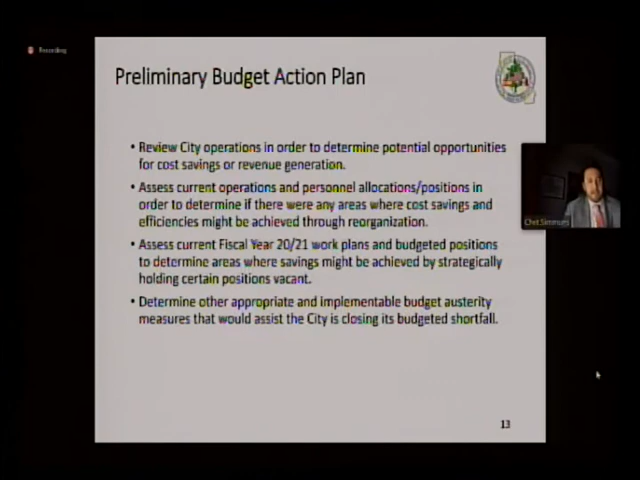 Recording
Preliminary Budget Action Plan
• Review City operations in order to determine potential opportunities
for cost savings or revenue generation.
• Assess current operations and personnel allocations/positions in
order to determine if there were any areas where cost savings and
efficiencies might be achieved through reorganization.
Chet Simmons
• Assess current Fiscal Year 20/21 work plans and budgeted positions
to determine areas where savings might be achieved by strategically
holding certain positions vacant.
• Determine other appropriate and implementable budget austerity
measures that would assist the City is closing its budgeted shortfall.
13